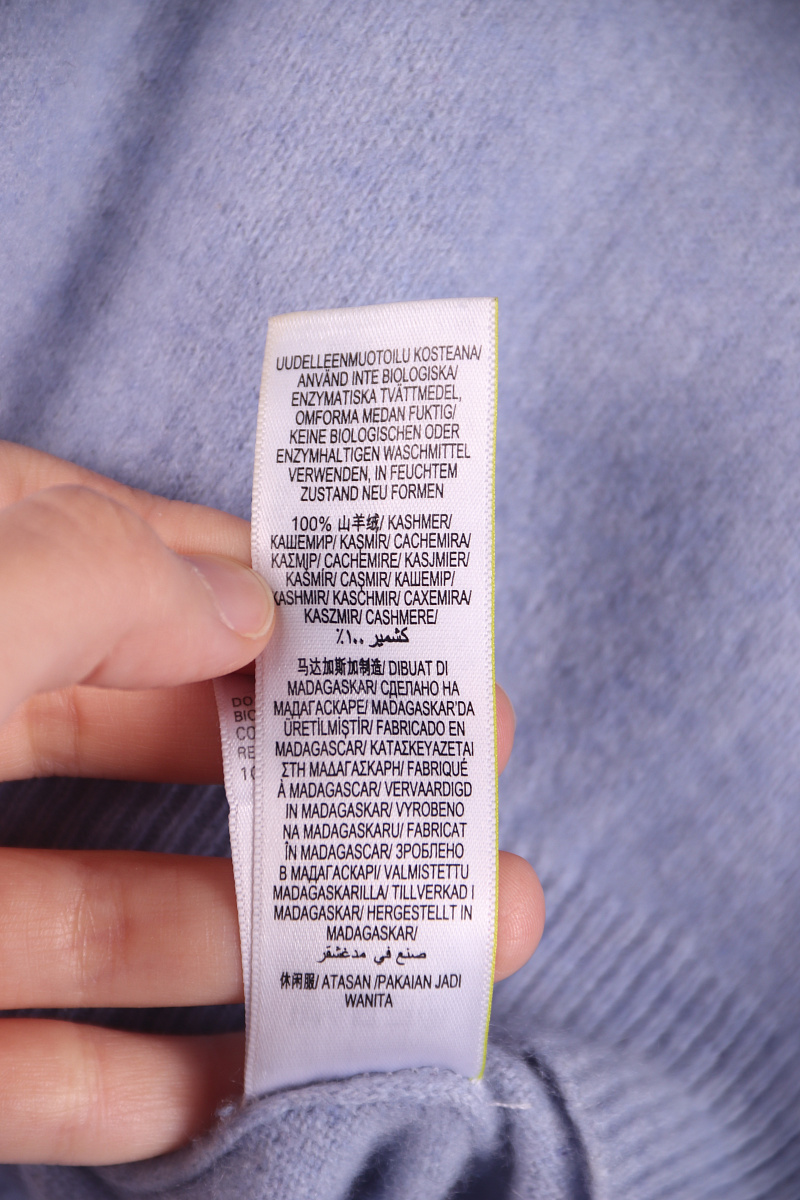 UUDELLEENMUOTOILU KOSTEANA/
ANVÄND INTE BIOLOGISKA/
ENZYMATISKA TVÄTTMEDEL,
OMFORMA MEDAN FUKTIG/
KEINE BIOLOGISCHEN ODER
ENZYMHALTIGEN WASCHMITTEL
VERWENDEN, IN FEUCHTEM
ZUSTAND NEU FORMEN
100% 山羊绒/ KASHMER/
КАШЕМИР/ KAŞMİR/ CACHEMIRA/
ΚΑΣΜΙΡ/ CACHEMIRE/ KASJMIER/
KAŠMÍR/ CAŞMIR/ КАШЕМІР/
KASHMIR/ KASCHMIR/ CAXEMIRA/
KASZMIR/ CASHMERE/
كشمير ١٠٠٪
马达加斯加制造/ DIBUAT DI
MADAGASKAR/ СДЕЛАНО НА
МАДАГАСКАРЕ/ MADAGASKAR'DA
ÜRETİLMİŞTİR/ FABRICADO EN
MADAGASCAR/ ΚΑΤΑΣΚΕΥΑΖΕΤΑΙ
ΣΤΗ ΜΑΔΑΓΑΣΚΑΡΗ/ FABRIQUÉ
À MADAGASCAR/ VERVAARDIGD
IN MADAGASKAR/ VYROBENO
NA MADAGASKARU/ FABRICAT
ÎN MADAGASCAR/ ЗРОБЛЕНО
В МАДАГАСКАРІ/ VALMISTETTU
MADAGASKARILLA/ TILLVERKAD I
MADAGASKAR/ HERGESTELLT IN
MADAGASKAR/
صنع في مدغشقر
休闲服/ ATASAN /PAKAIAN JADI
WANITA